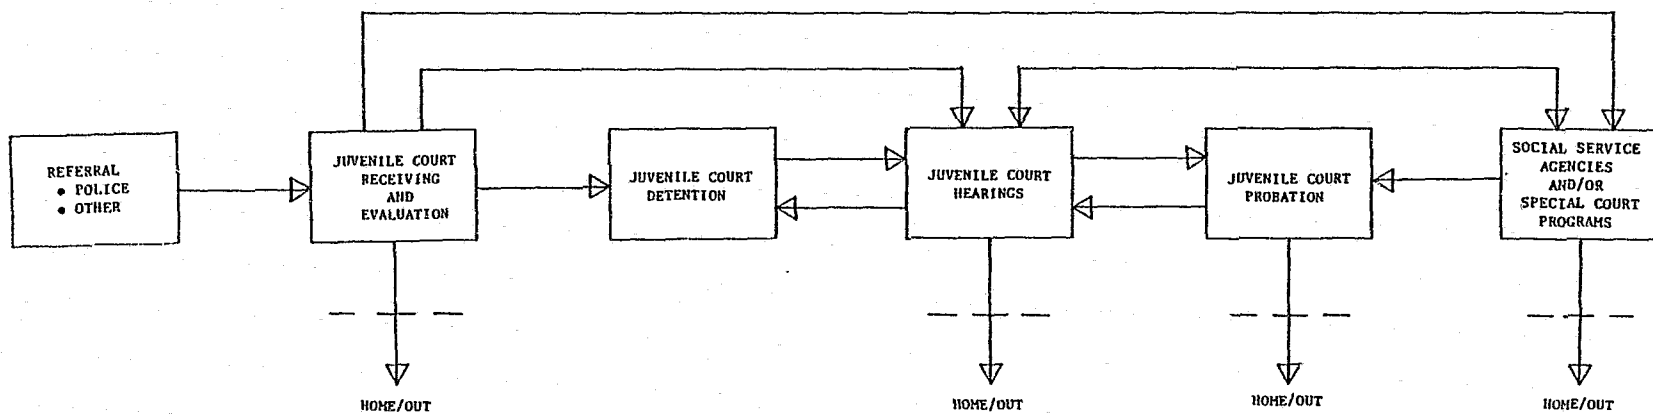 REFERRAL
• POLICE
• OTHER
JUVENILE COURT
RECEIVING
AND
EVALUATION
JUVENILE COURT
DETENTION
JUVENILE COURT
HEARINGS
JUVENILE COURT
PROBATION
SOCIAL SERVICE
AGENCIES
AND/OR
SPECIAL COURT
PROGRAMS
HOME/OUT
HOME/OUT
HOME/OUT
HOME/OUT